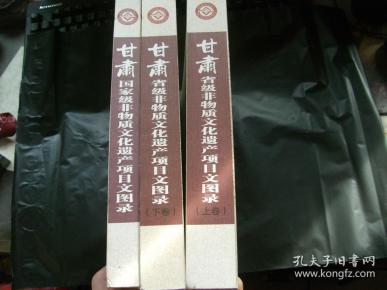 甘肃
国家级非物质文化遗产项目文图录
甘肃
省级非物质文化遗产项目文图录
(下卷)
甘肃
省级非物质文化遗产项目文图录
(上卷)
孔夫子旧书网